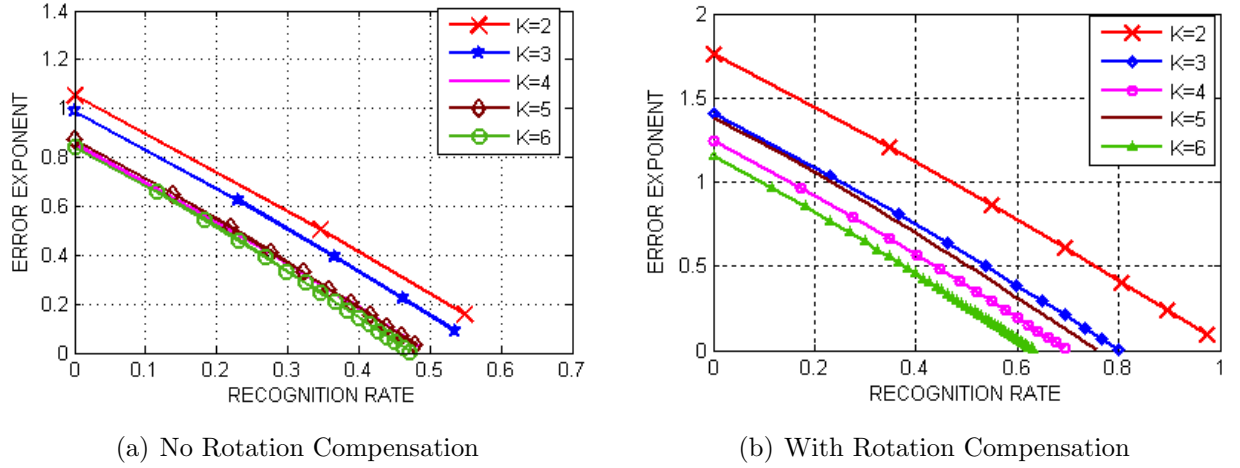 1.4
1.2
1
0.8
0.6
0.4
0.2
0
0
0.1
0.2
0.3
0.4
0.5
0.6
0.7
ERROR EXPONENT
RECOGNITION RATE
K=2
K=3
K=4
K=5
K=6
(a) No Rotation Compensation
2
1.5
1
0.5
0
0
0.2
0.4
0.6
0.8
1
ERROR EXPONENT
RECOGNITION RATE
K=2
K=3
K=4
K=5
K=6
(b) With Rotation Compensation